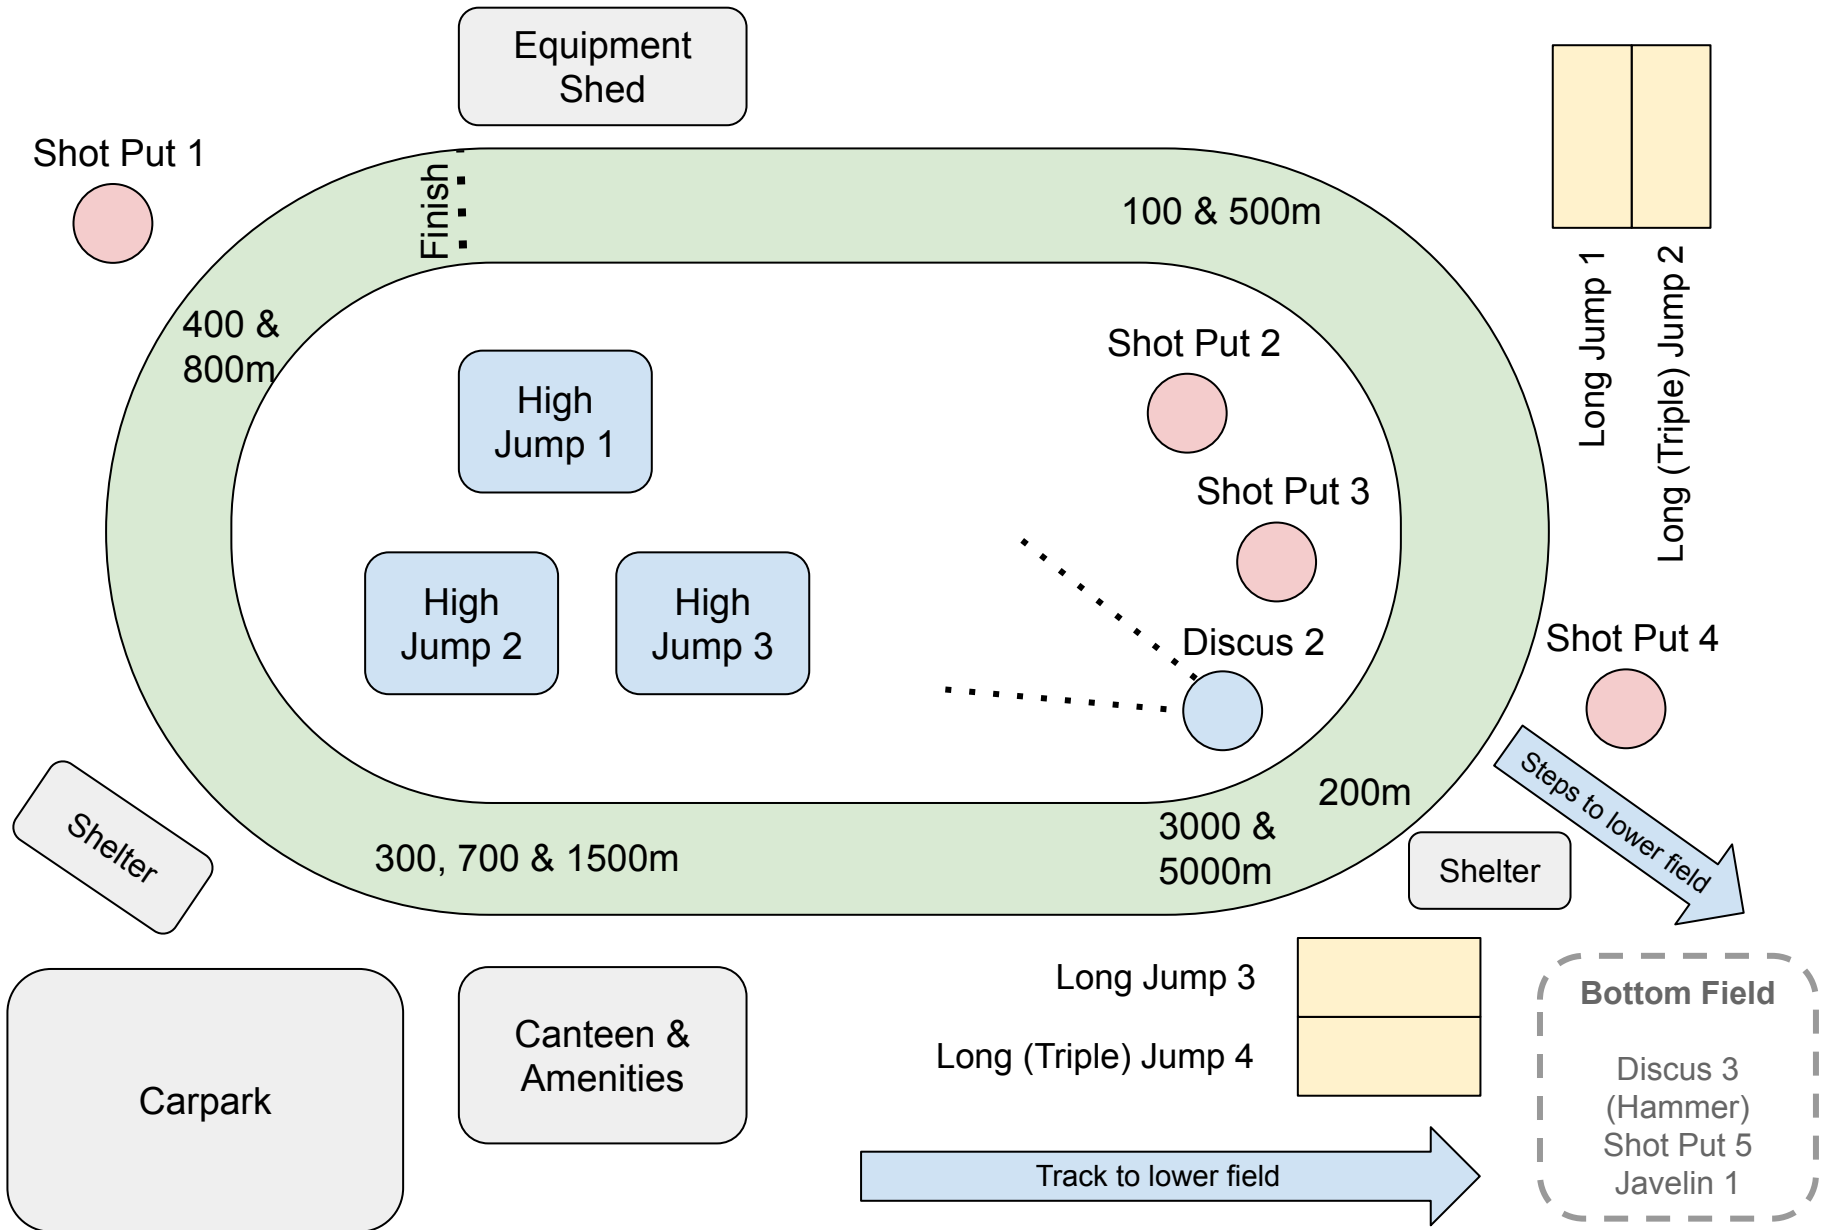 Equipment
Shed
Shot Put 1
Finish
100 & 500m
Long Jump 1
Long (Triple) Jump 2
400 &
800m
High
Jump 1
Shot Put 2
Shot Put 3
High
Jump 2
High
Jump 3
Discus 2
Shot Put 4
Steps to lower field
200m
3000 &
5000m
300, 700 & 1500m
Shelter
Shelter
Long Jump 3
Long (Triple) Jump 4
Carpark
Canteen &
Amenities
Track to lower field
Bottom Field
Discus 3
(Hammer)
Shot Put 5
Javelin 1